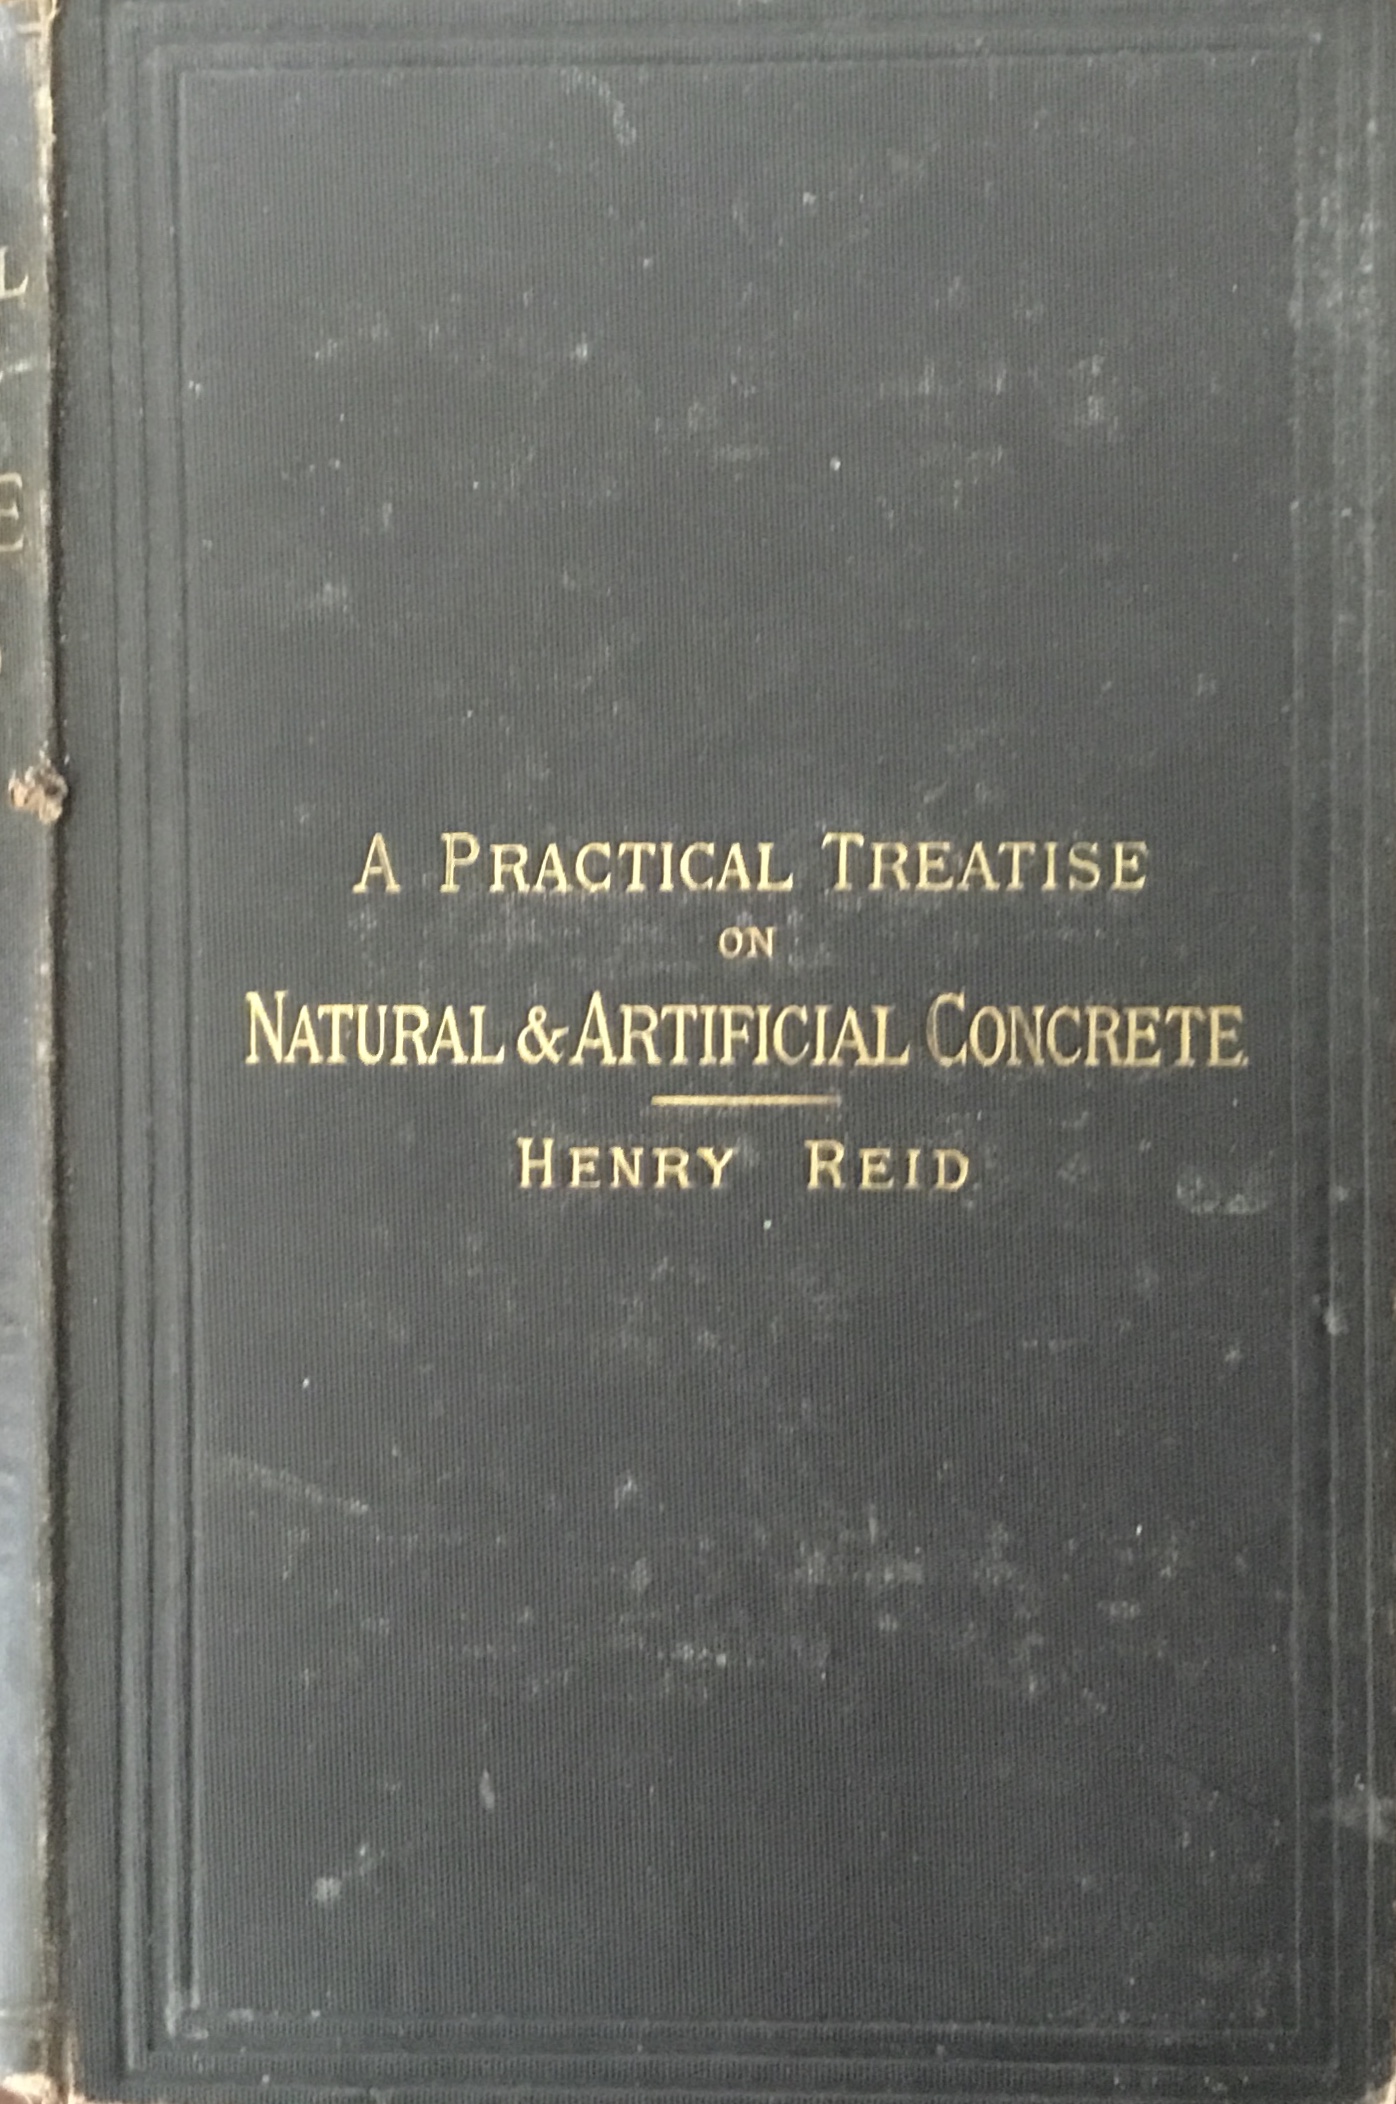 A PRACTICAL TREATISE
ON
NATURAL & ARTIFICIAL CONCRETE.
HENRY REID